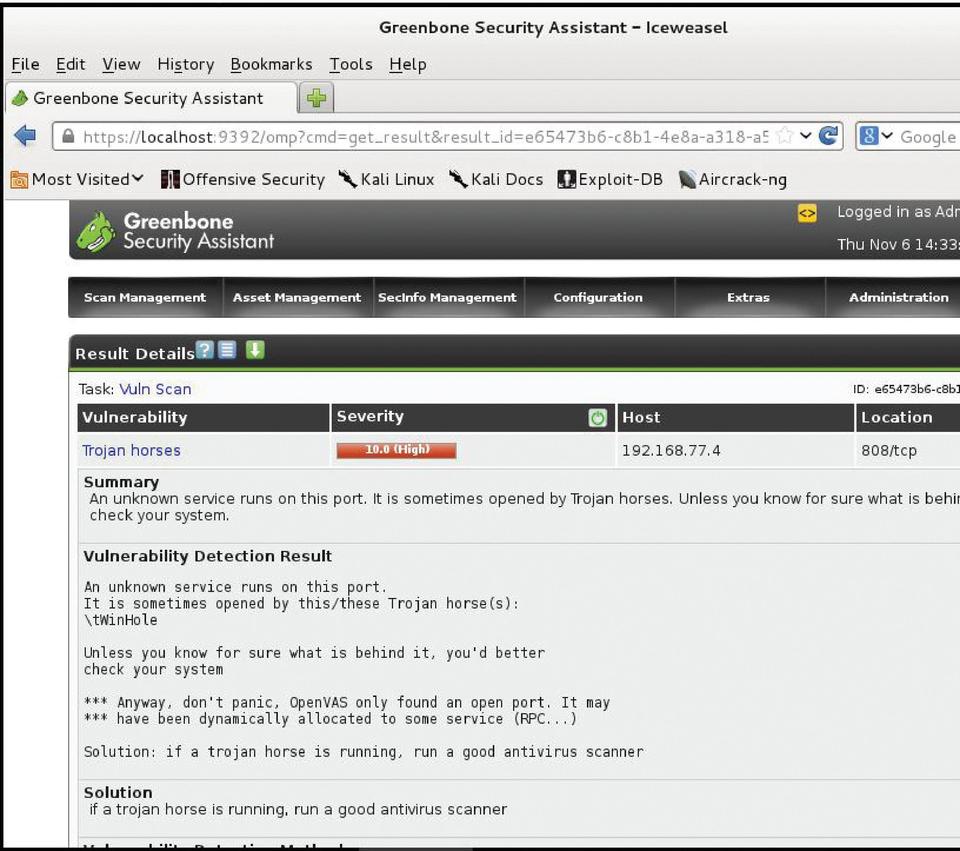 Greenbone Security Assistant - Iceweasel
File Edit View History Bookmarks Tools Help
Greenbone Security Assistant
https://localhost:9392/omp?cmd=get_result&result_id=e65473b6-c8b1-4e8a-a318-a5
Google
Most Visited Offensive Security Kali Linux Kali Docs Exploit-DB Aircrack-ng
Greenbone
Security Assistant
Logged in as
Thu Nov 6 14:33:
Scan Management Asset Management SecInfo Management Configuration Extras Administration
Result Details
Task: Vuln Scan ID: e65473b6-c8b1
Vulnerability Severity Host Location
Trojan horses 10.0 (High) 192.168.77.4 808/tcp
Summary
An unknown service runs on this port. It is sometimes opened by Trojan horses. Unless you know for sure what is
check your system.
Vulnerability Detection Result
An unknown service runs on this port.
It is sometimes opened by this/these Trojan horse(s):
\tWinHole
Unless you know for sure what is behind it, you'd better
check your system
*** Anyway, don't panic, OpenVAS only found an open port. It may
*** have been dynamically allocated to some service (RPC...)
Solution: if a trojan horse is running, run a good antivirus scanner
Solution
if a trojan horse is running, run a good antivirus scanner